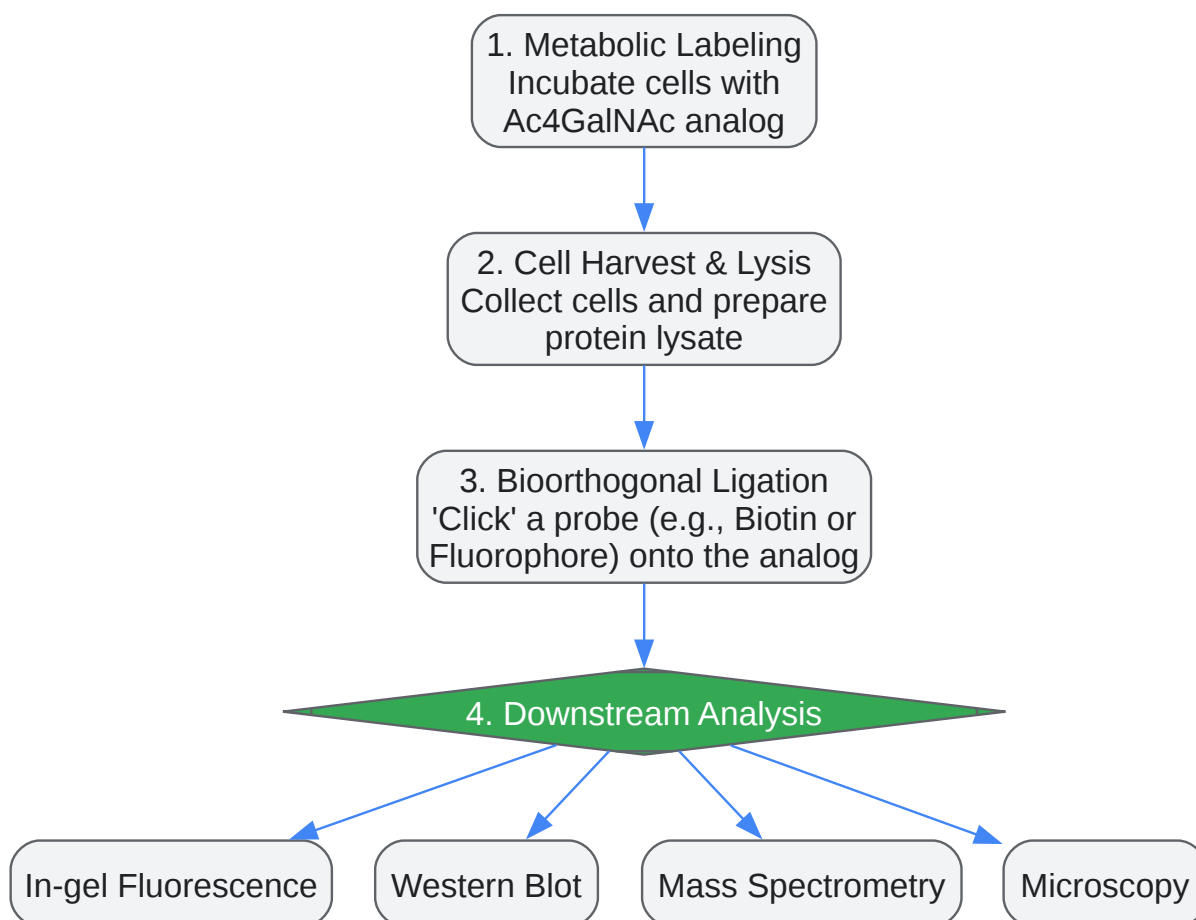 1. Metabolic Labeling
Incubate cells with
Ac4GalNAc analog
2. Cell Harvest & Lysis
Collect cells and prepare
protein lysate
3. Bioorthogonal Ligation
'Click' a probe (e.g., Biotin or
Fluorophore) onto the analog
4. Downstream Analysis
In-gel Fluorescence
Western Blot
Mass Spectrometry
Microscopy